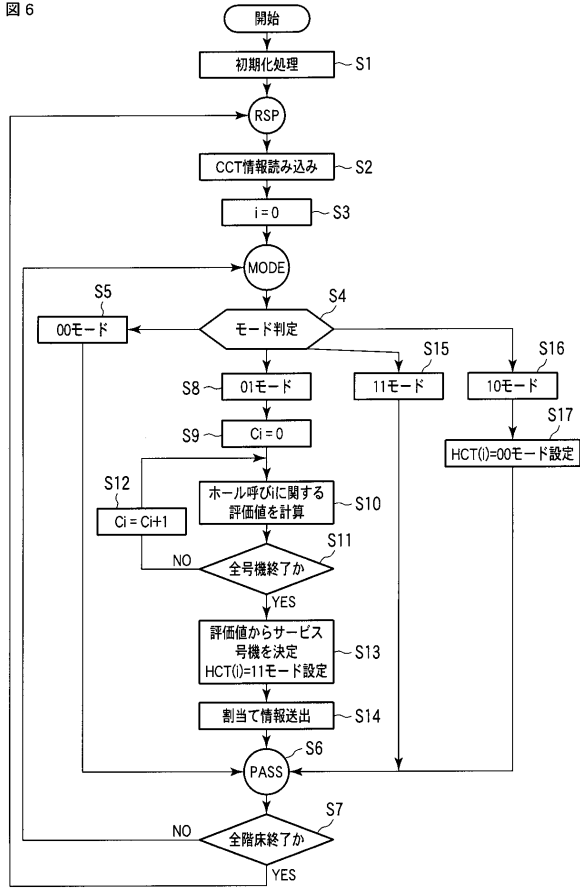 図 6
開始
初期化処理
S1
RSP
CCT情報読み込み
S2
i = 0
S3
MODE
S4
モード判定
S5
00モード
S8
01モード
S15
11モード
S16
10モード
S9
Ci = 0
S17
HCT(i)=00モード設定
S12
Ci = Ci+1
ホール呼びiに関する
評価値を計算
S10
S11
全号機終了か
NO
YES
評価値からサービス
号機を決定
HCT(i)=11モード設定
S13
割当て情報送出
S14
S6
PASS
S7
全階床終了か
NO
YES